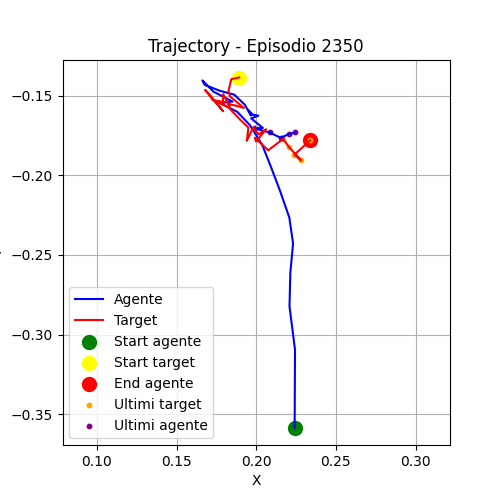 Trajectory - Episodio 2350
−0.15
−0.20
−0.25
−0.30
−0.35
Agente
Target
Start agente
Start target
End agente
Ultimi target
Ultimi agente
0.10 0.15 0.20 0.25 0.30
X